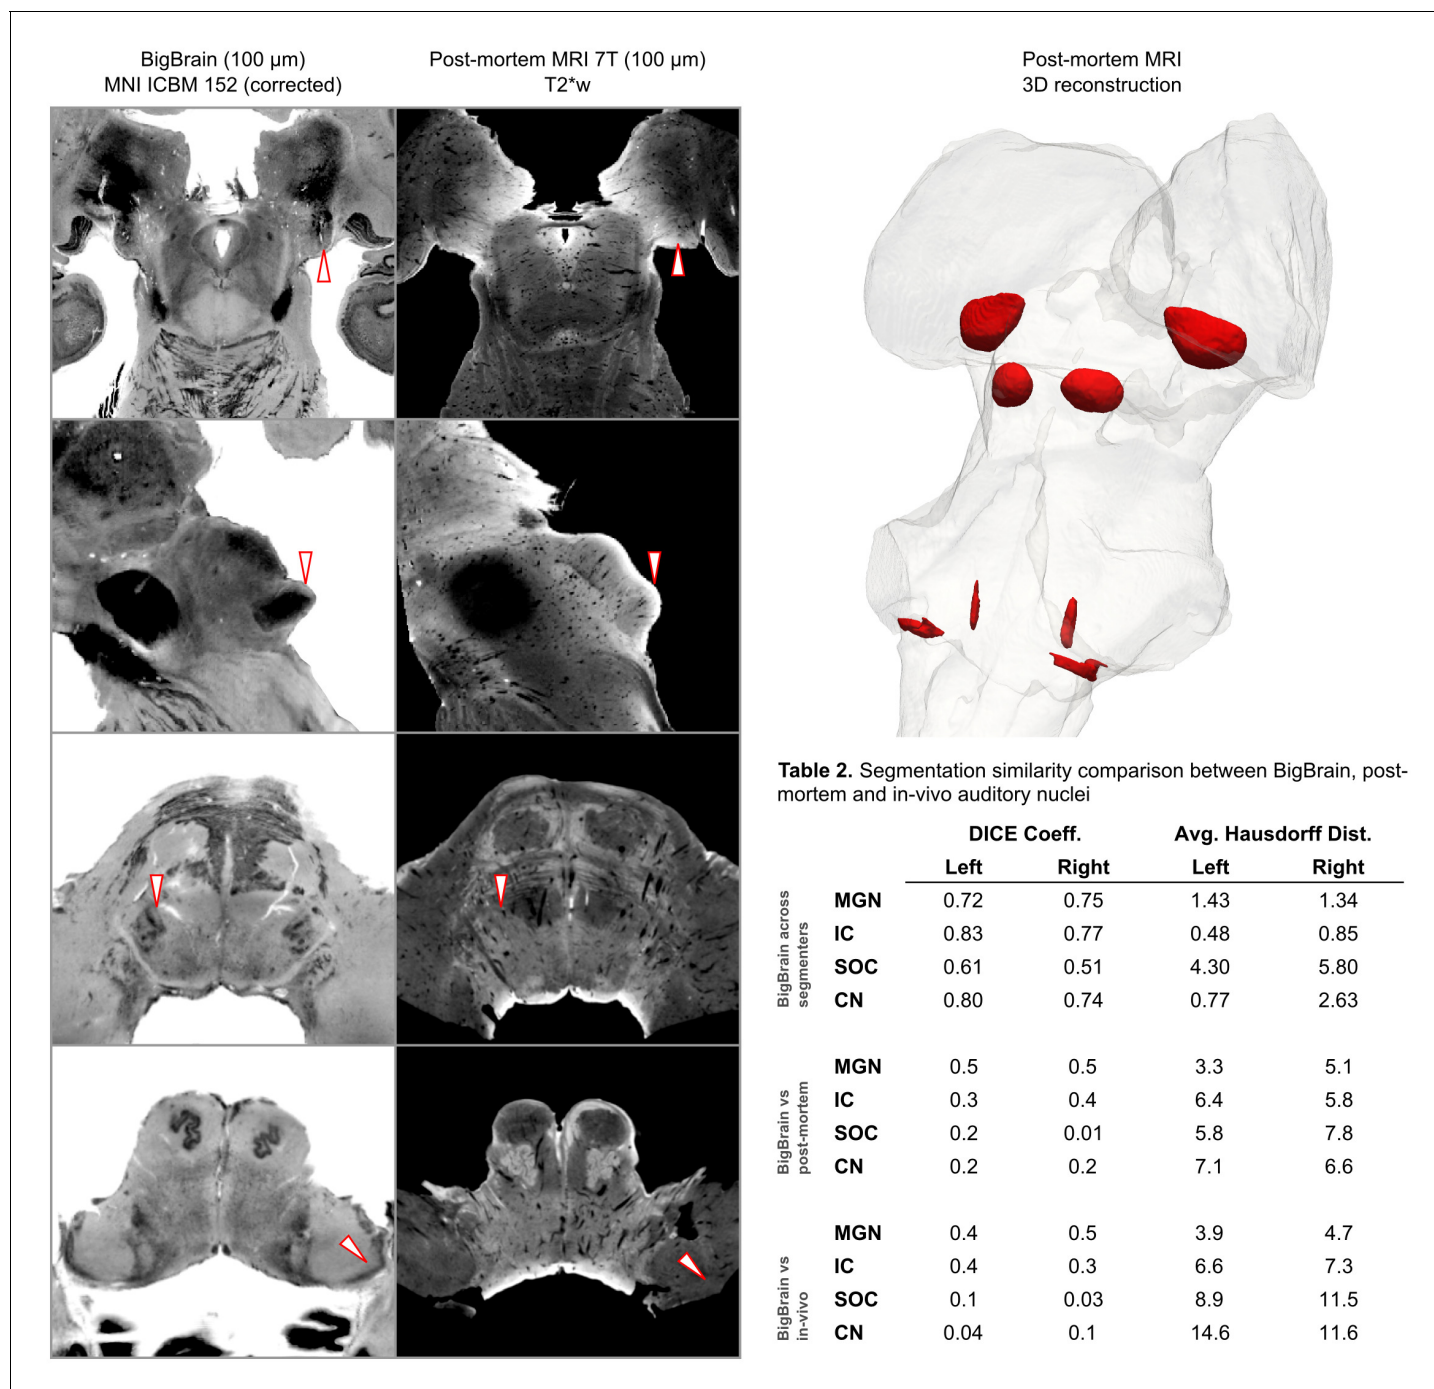 BigBrain (100 µm)
MNI ICBM 152 (corrected)
Post-mortem MRI 7T (100 µm)
T2*w
Post-mortem MRI
3D reconstruction
Table 2. Segmentation similarity comparison between BigBrain, post-
mortem and in-vivo auditory nuclei
DICE Coeff. Avg. Hausdorff Dist.
Left Right Left Right
BigBrain across
segmenters
MGN 0.72 0.75 1.43 1.34
IC 0.83 0.77 0.48 0.85
SOC 0.61 0.51 4.30 5.80
CN 0.80 0.74 0.77 2.63
BigBrain vs
post-mortem
MGN 0.5 0.5 3.3 5.1
IC 0.3 0.4 6.4 5.8
SOC 0.2 0.01 5.8 7.8
CN 0.2 0.2 7.1 6.6
BigBrain vs
in-vivo
MGN 0.4 0.5 3.9 4.7
IC 0.4 0.3 6.6 7.3
SOC 0.1 0.03 8.9 11.5
CN 0.04 0.1 14.6 11.6